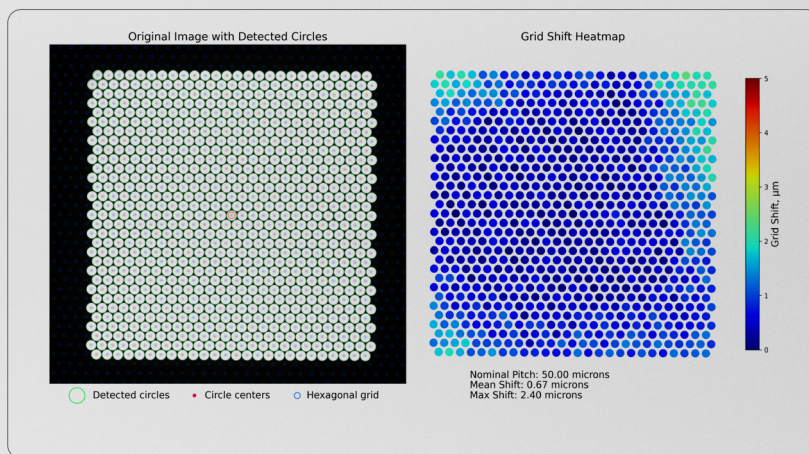 Original Image with Detected Circles
Grid Shift Heatmap
5
4
3
2
1
0
Grid Shift, μm
Detected circles
Circle centers
Hexagonal grid
Nominal Pitch: 50.00 microns
Mean Shift: 0.67 microns
Max Shift: 2.40 microns